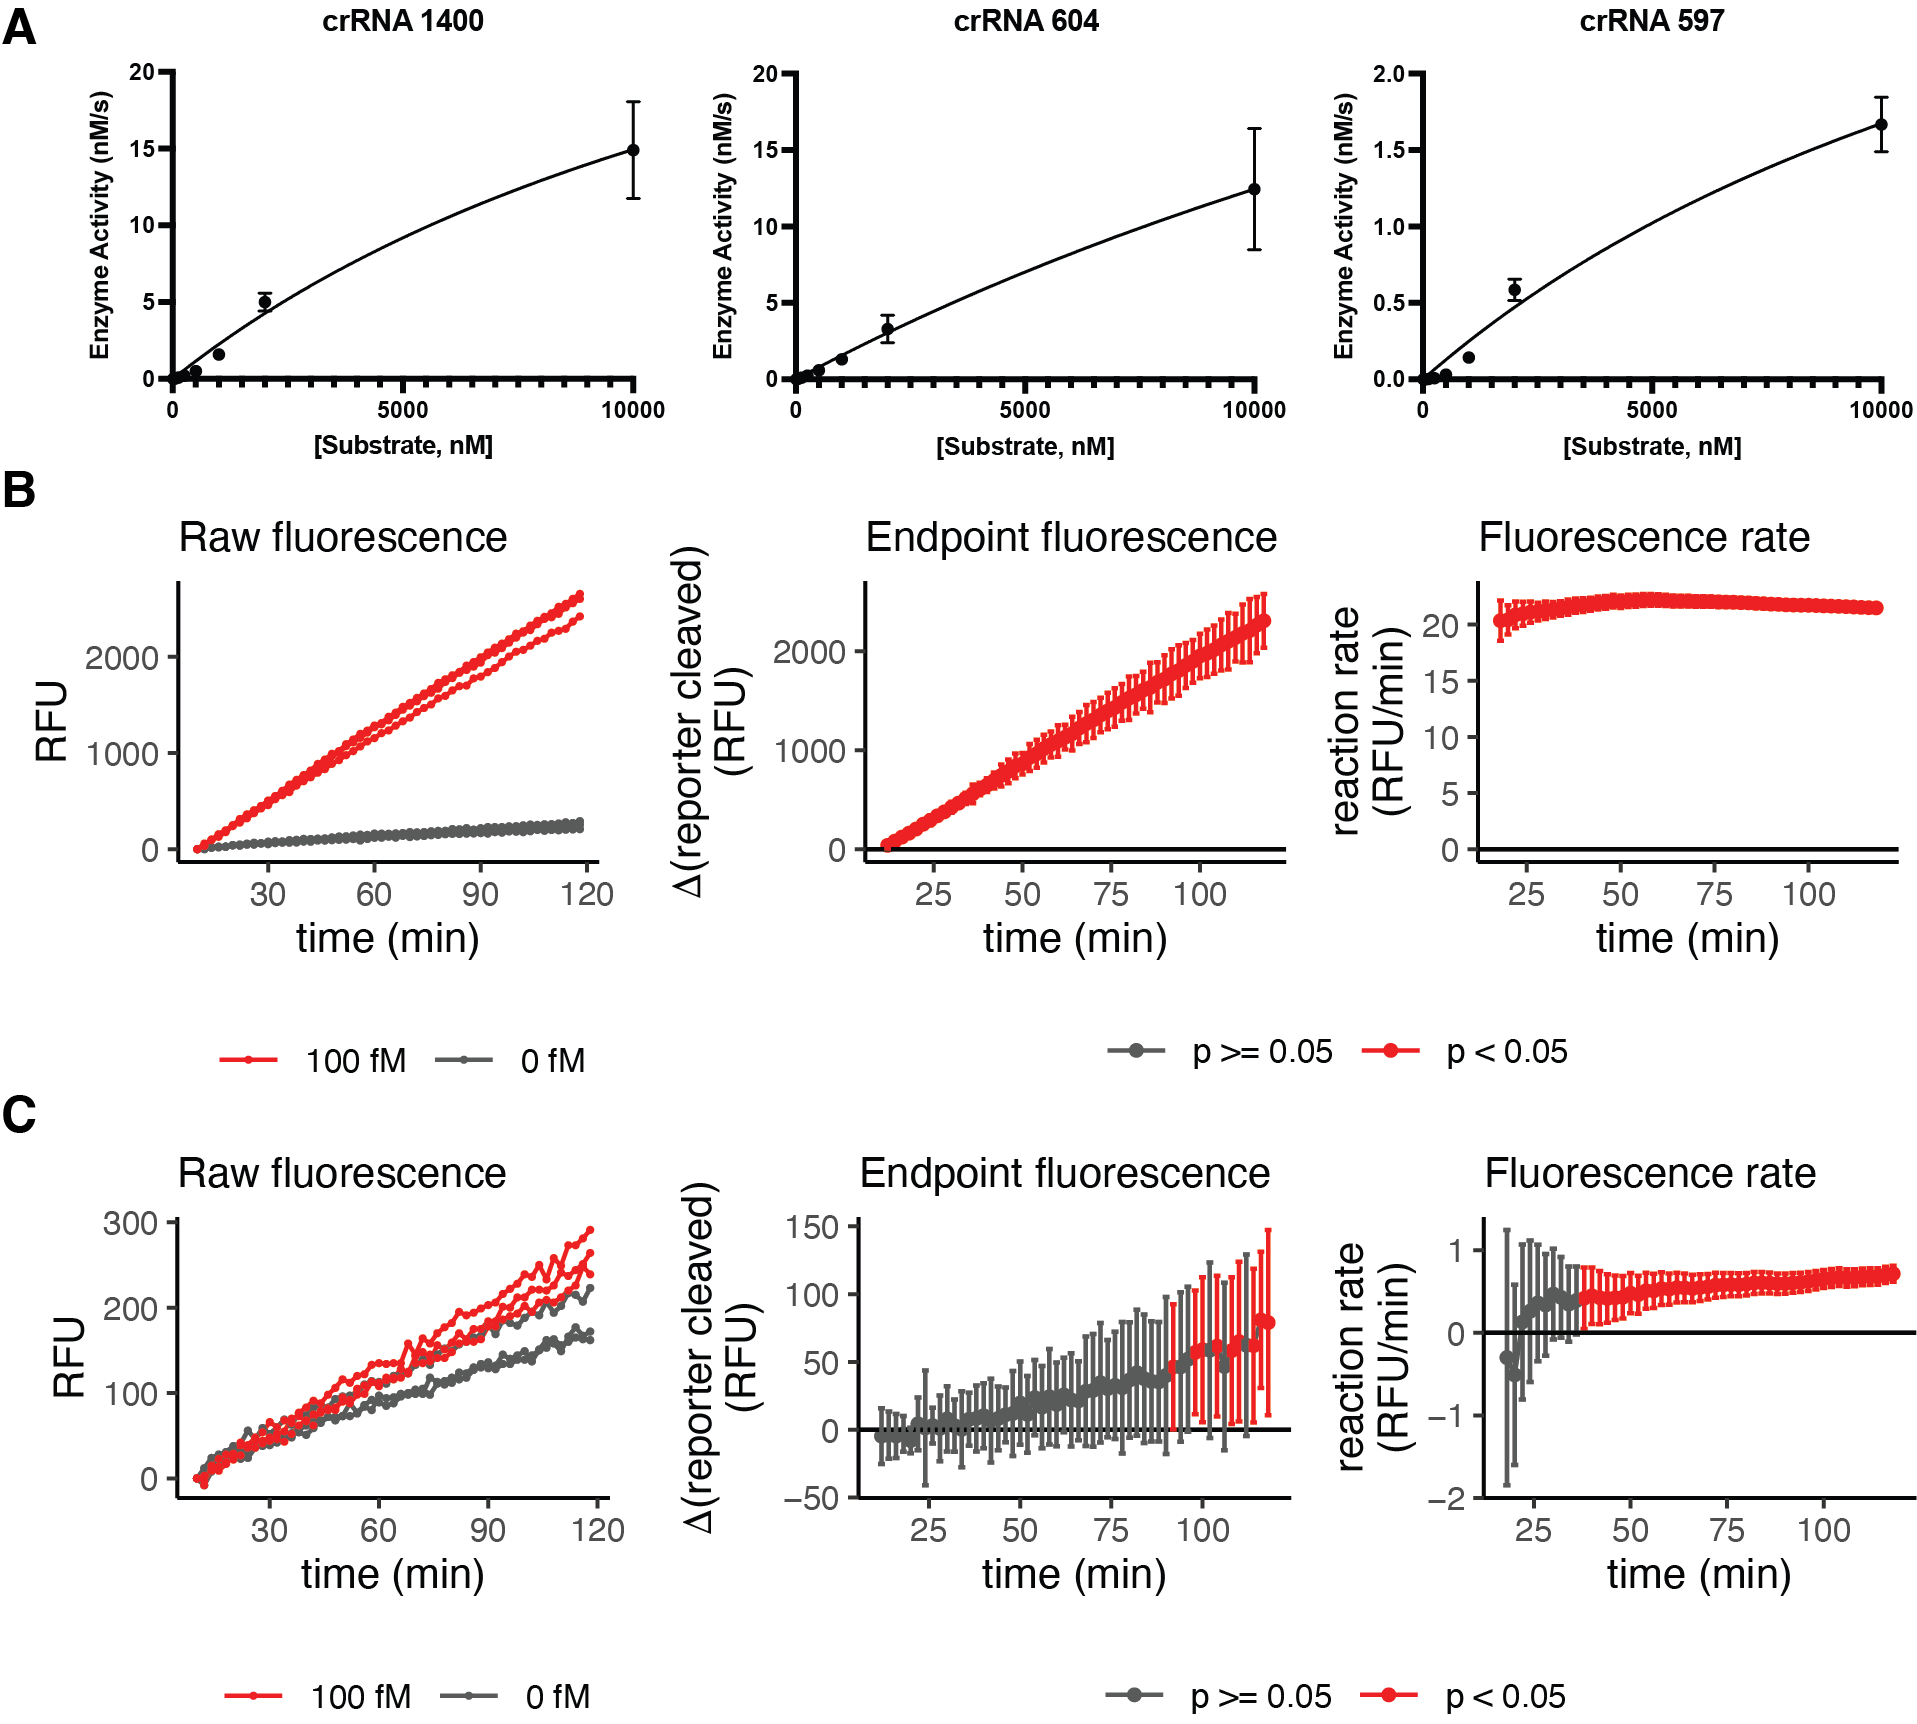 A
crRNA 1400
crRNA 604
crRNA 597
Enzyme Activity (nM/s)
20
15
10
5
0
0
5000
10000
[Substrate, nM]
Enzyme Activity (nM/s)
20
15
10
5
0
0
5000
10000
[Substrate, nM]
Enzyme Activity (nM/s)
2.0
1.5
1.0
0.5
0.0
0
5000
10000
[Substrate, nM]
B
Raw fluorescence
RFU
2000
1000
0
30
60
90
120
time (min)
Endpoint fluorescence
Δ(reporter cleaved)
(RFU)
2000
1000
0
25
50
75
100
time (min)
Fluorescence rate
reaction rate
(RFU/min)
20
15
10
5
0
25
50
75
100
time (min)
100 fM
0 fM
p >= 0.05
p < 0.05
C
Raw fluorescence
RFU
300
200
100
0
30
60
90
120
time (min)
Endpoint fluorescence
Δ(reporter cleaved)
(RFU)
150
100
50
0
−50
25
50
75
100
time (min)
Fluorescence rate
reaction rate
(RFU/min)
1
0
−1
−2
25
50
75
100
time (min)
100 fM
0 fM
p >= 0.05
p < 0.05